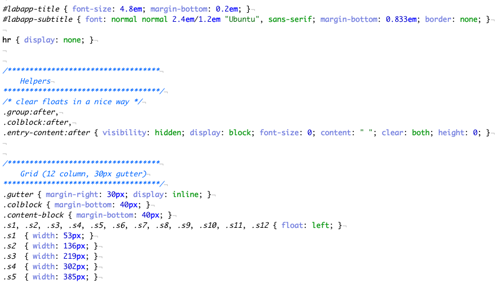 #labapp-title { font-size: 4.8em; margin-bottom: 0.2em; }
#labapp-subtitle { font: normal normal 2.4em/1.2em "Ubuntu", sans-serif; margin-bottom: 0.833em; border: none; }
hr { display: none; }
/***********************************
Helpers
***********************************/
/* clear floats in a nice way */
.group:after,
.colblock:after,
.entry-content:after { visibility: hidden; display: block; font-size: 0; content: " "; clear: both; height: 0; }
/***********************************
Grid (12 column, 30px gutter)
***********************************/
.gutter { margin-right: 30px; display: inline; }
.colblock { margin-bottom: 40px; }
.content-block { margin-bottom: 40px; }
.s1, .s2, .s3, .s4, .s5, .s6, .s7, .s8, .s9, .s10, .s11, .s12 { float: left; }
.s1 { width: 53px; }
.s2 { width: 136px; }
.s3 { width: 219px; }
.s4 { width: 302px; }
.s5 { width: 385px; }